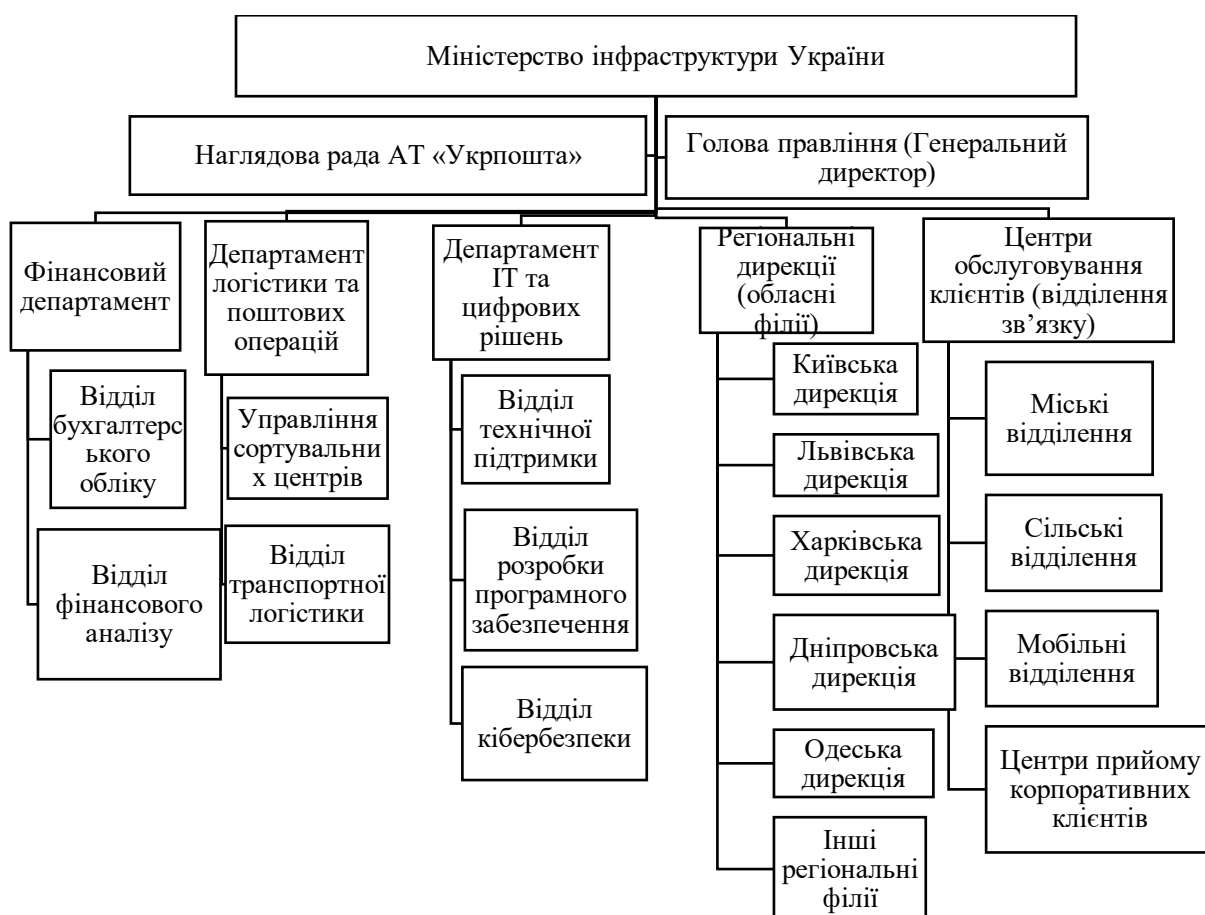 Міністерство інфраструктури України
Наглядова рада АТ «Укрпошта»
Голова правління (Генеральний
директор)
Фінансовий
департамент
Відділ
бухгалтерс
ького
обліку
Відділ
фінансового
аналізу
Департамент
логістики та
поштових
операцій
Управління
сортувальни
х центрів
Відділ
транспортної
логістики
Департамент
ІТ та
цифрових
рішень
Відділ
технічної
підтримки
Відділ
розробки
програмного
забезпечення
Відділ
кібербезпеки
Регіональні
дирекції
(обласні
філії)
Київська
дирекція
Львівська
дирекція
Харківська
дирекція
Дніпровська
дирекція
Одеська
дирекція
Інші
регіональні
філії
Центри
обслуговування
клієнтів (відділення
зв’язку)
Міські
відділення
Сільські
відділення
Мобільні
відділення
Центри прийому
корпоративних
клієнтів